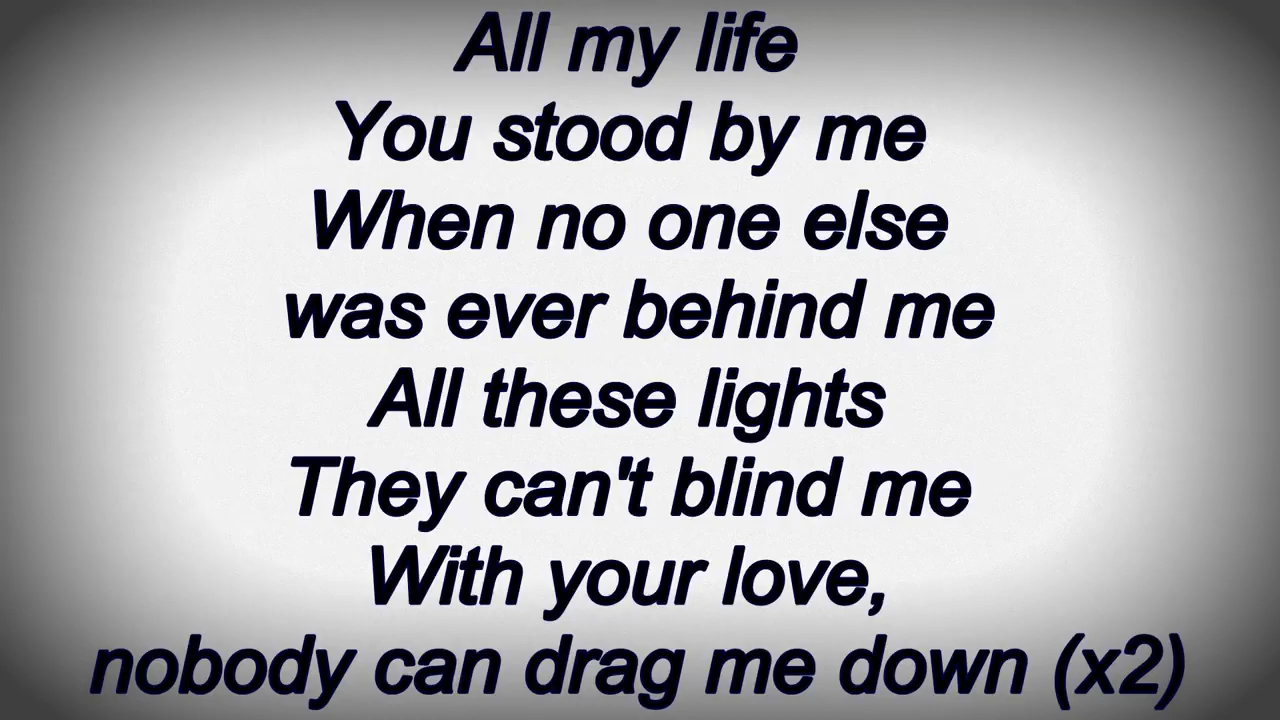 All my life
You stood by me
When no one else
was ever behind me
All these lights
They can't blind me
With your love,
nobody can drag me down (x2)